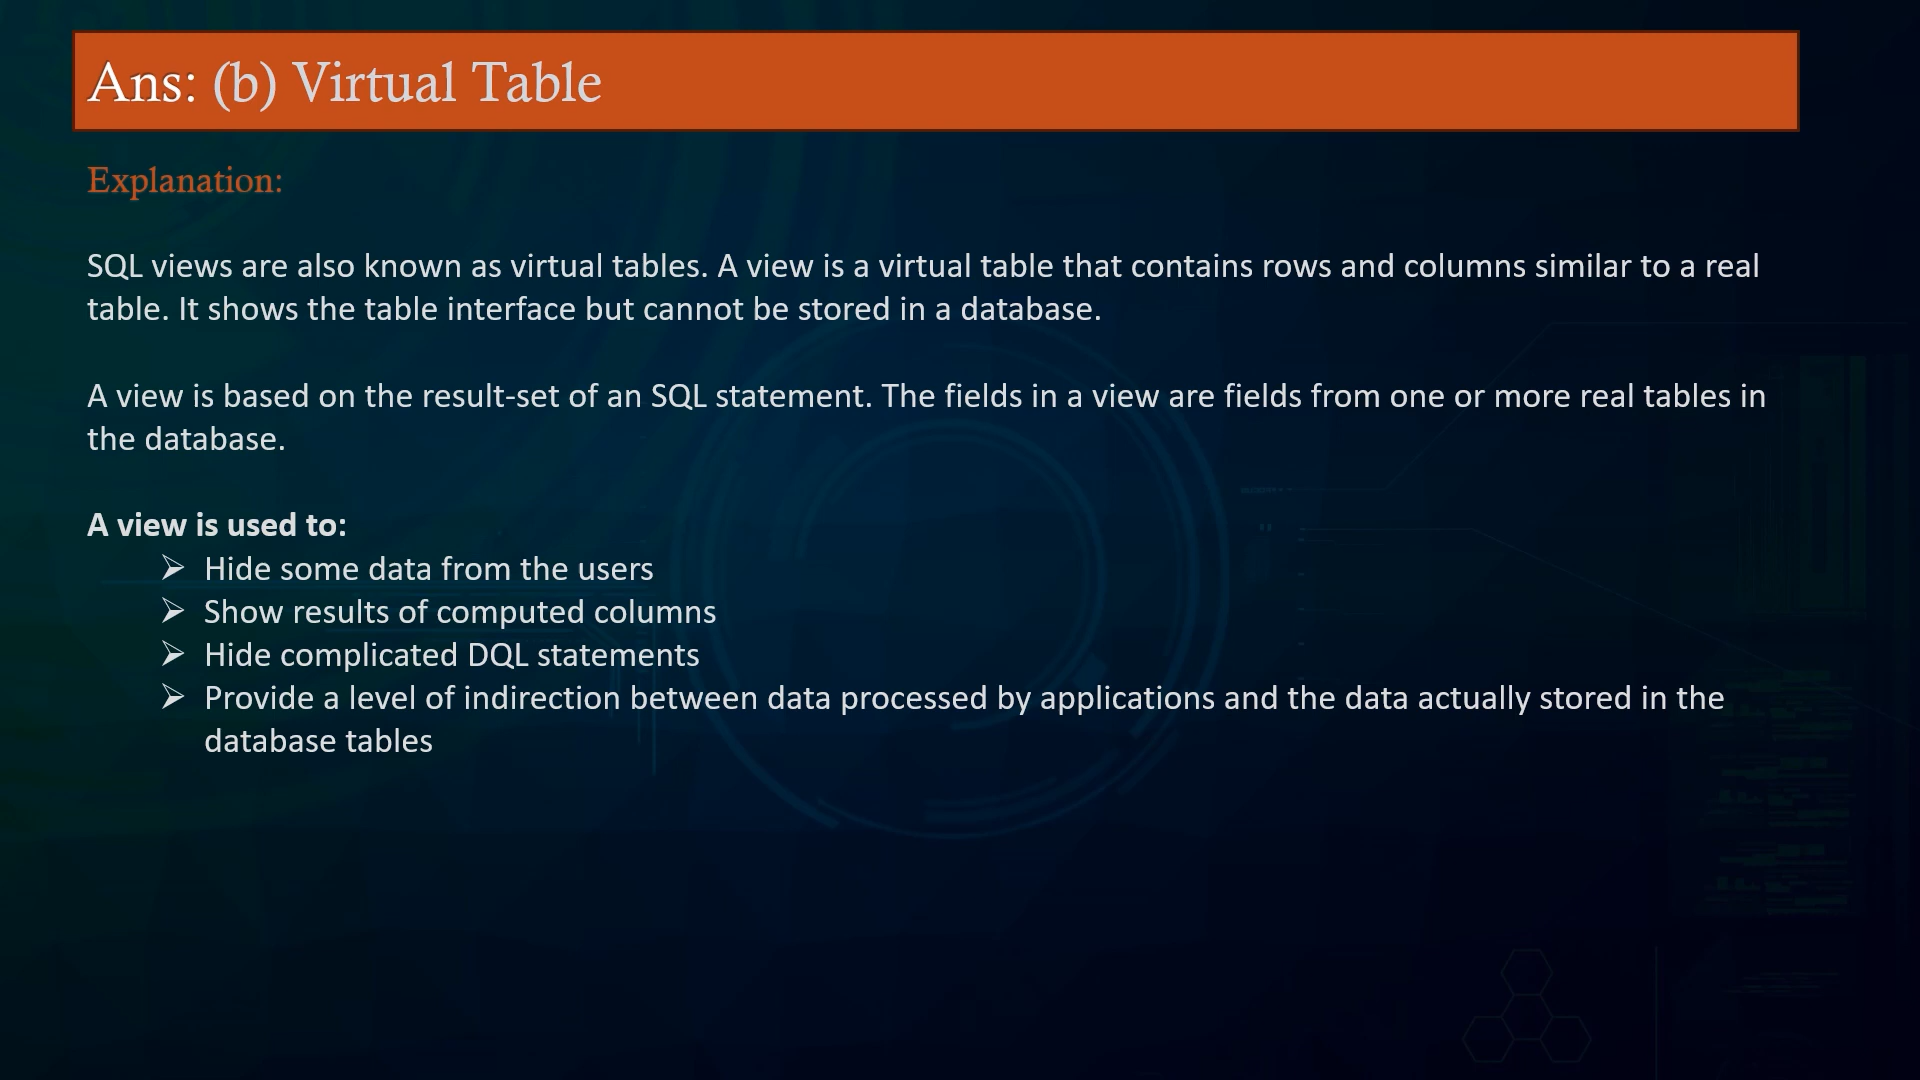 Ans: (b) Virtual Table
Explanation:
SQL views are also known as virtual tables. A view is a virtual table that contains rows and columns similar to a real
table. It shows the table interface but cannot be stored in a database.
A view is based on the result-set of an SQL statement. The fields in a view are fields from one or more real tables in
the database.
A view is used to:
➢ Hide some data from the users
➢ Show results of computed columns
➢ Hide complicated DQL statements
➢ Provide a level of indirection between data processed by applications and the data actually stored in the
database tables